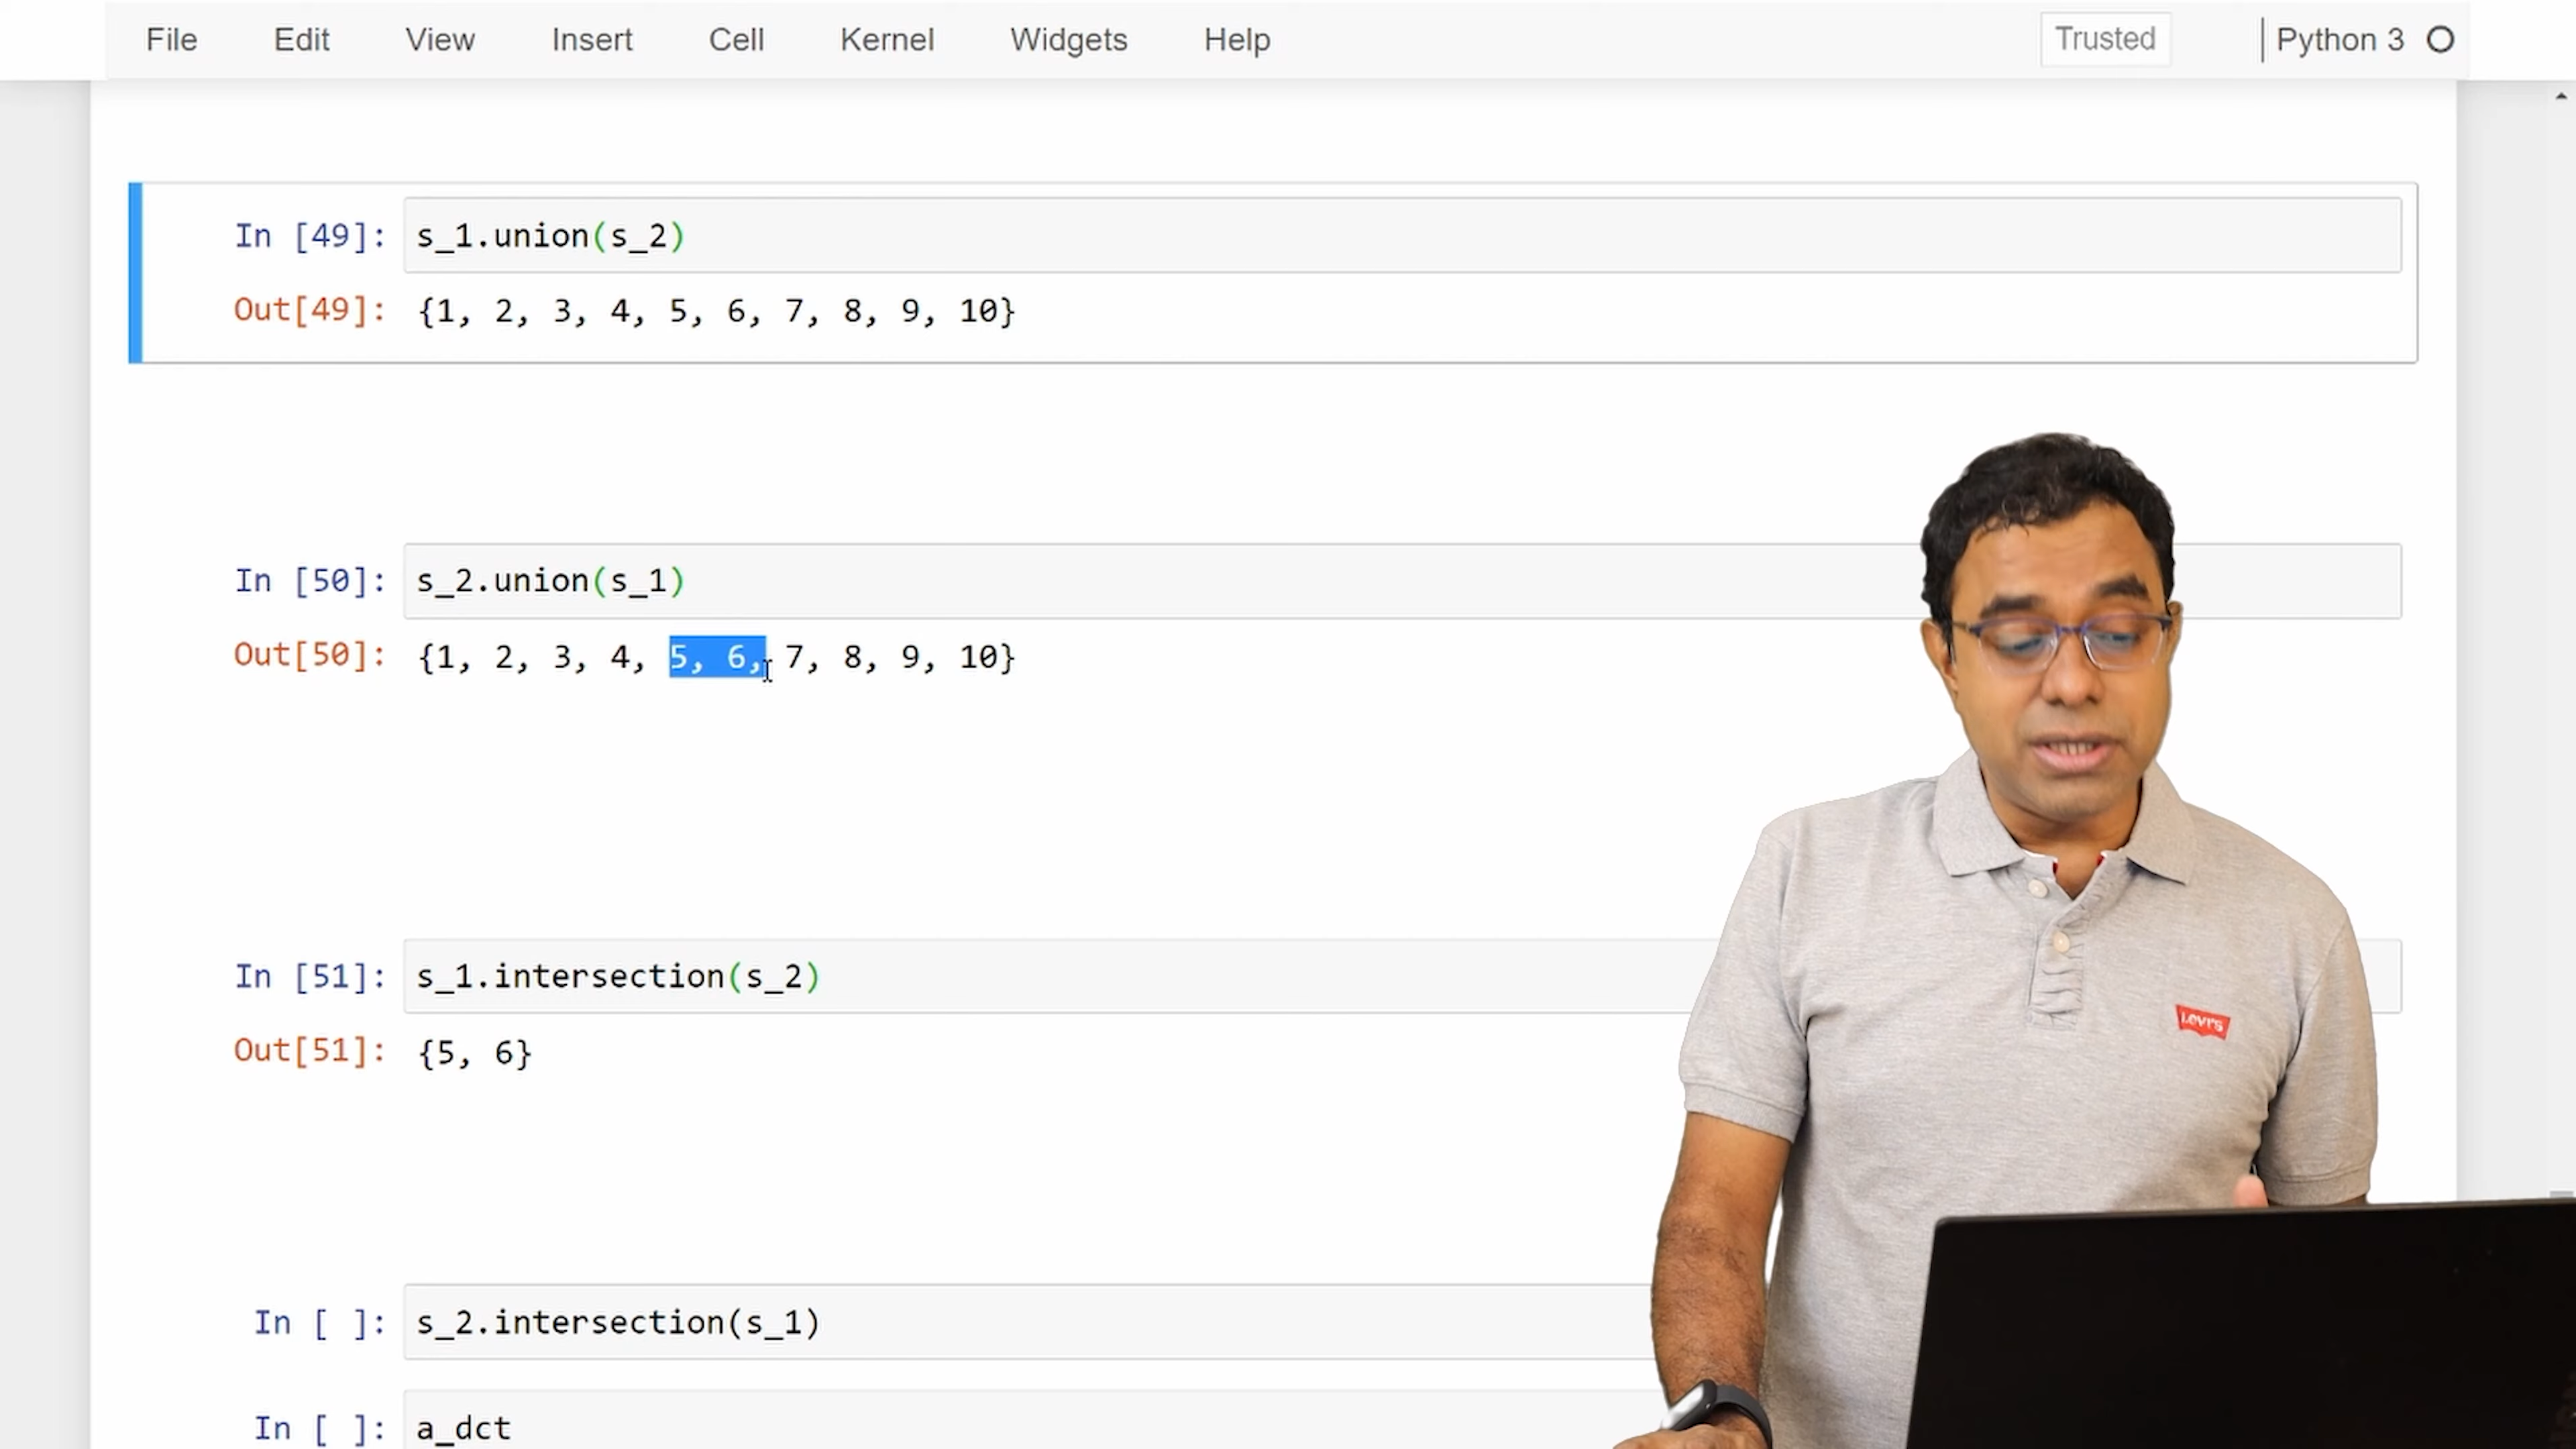 File Edit View Insert Cell Kernel Widgets Help Trusted Python 3
In [49]: s_1.union(s_2)
Out[49]: {1, 2, 3, 4, 5, 6, 7, 8, 9, 10}
In [50]: s_2.union(s_1)
Out[50]: {1, 2, 3, 4, 5, 6, 7, 8, 9, 10}
In [51]: s_1.intersection(s_2)
Levi's
Out[51]: {5, 6}
In [ ]: s_2.intersection(s_1)
In [ ]: a_dct